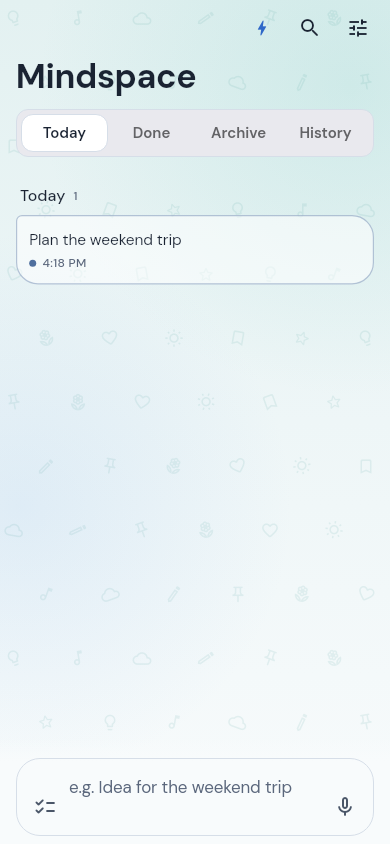 Mindspace
Today Done Archive History
Today 1
Plan the weekend trip
4:18 PM
e.g. Idea for the weekend trip